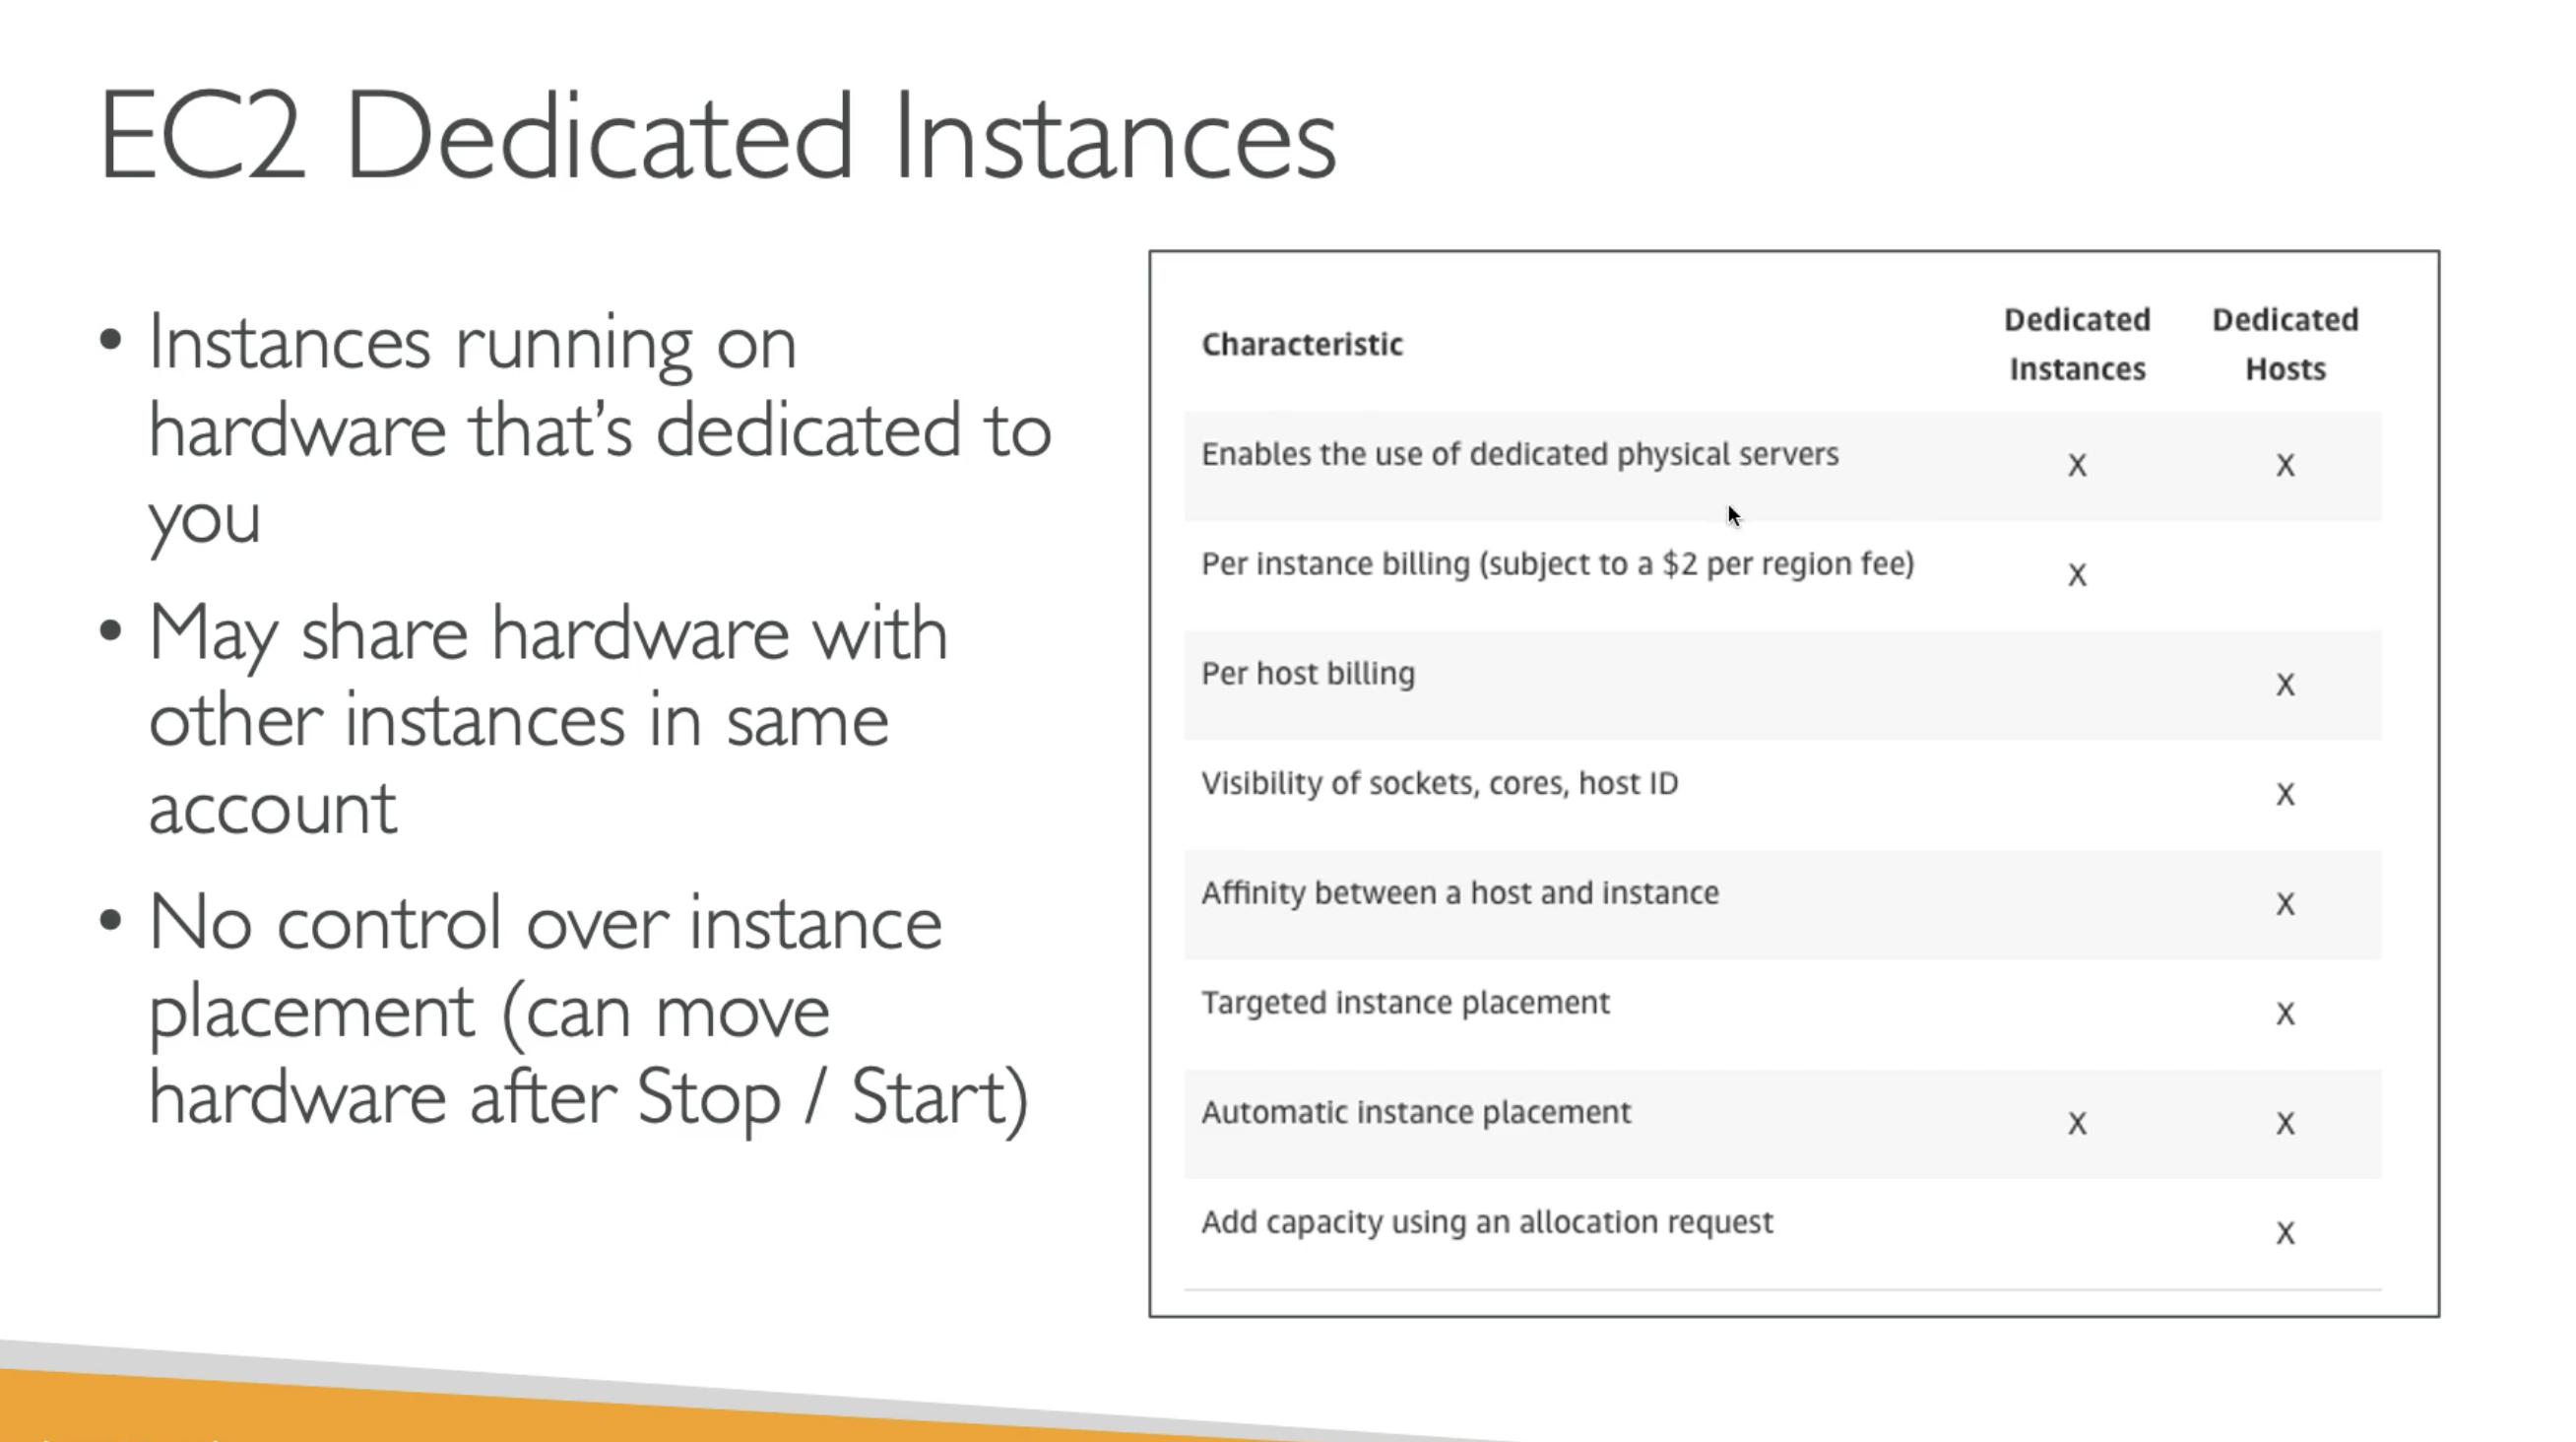 EC2 Dedicated Instances
• Instances running on
hardware that’s dedicated to
you
• May share hardware with
other instances in same
account
• No control over instance
placement (can move
hardware after Stop / Start)
Characteristic Dedicated Instances Dedicated Hosts
Enables the use of dedicated physical servers X X
Per instance billing (subject to a $2 per region fee) X
Per host billing X
Visibility of sockets, cores, host ID X
Affinity between a host and instance X
Targeted instance placement X
Automatic instance placement X X
Add capacity using an allocation request X